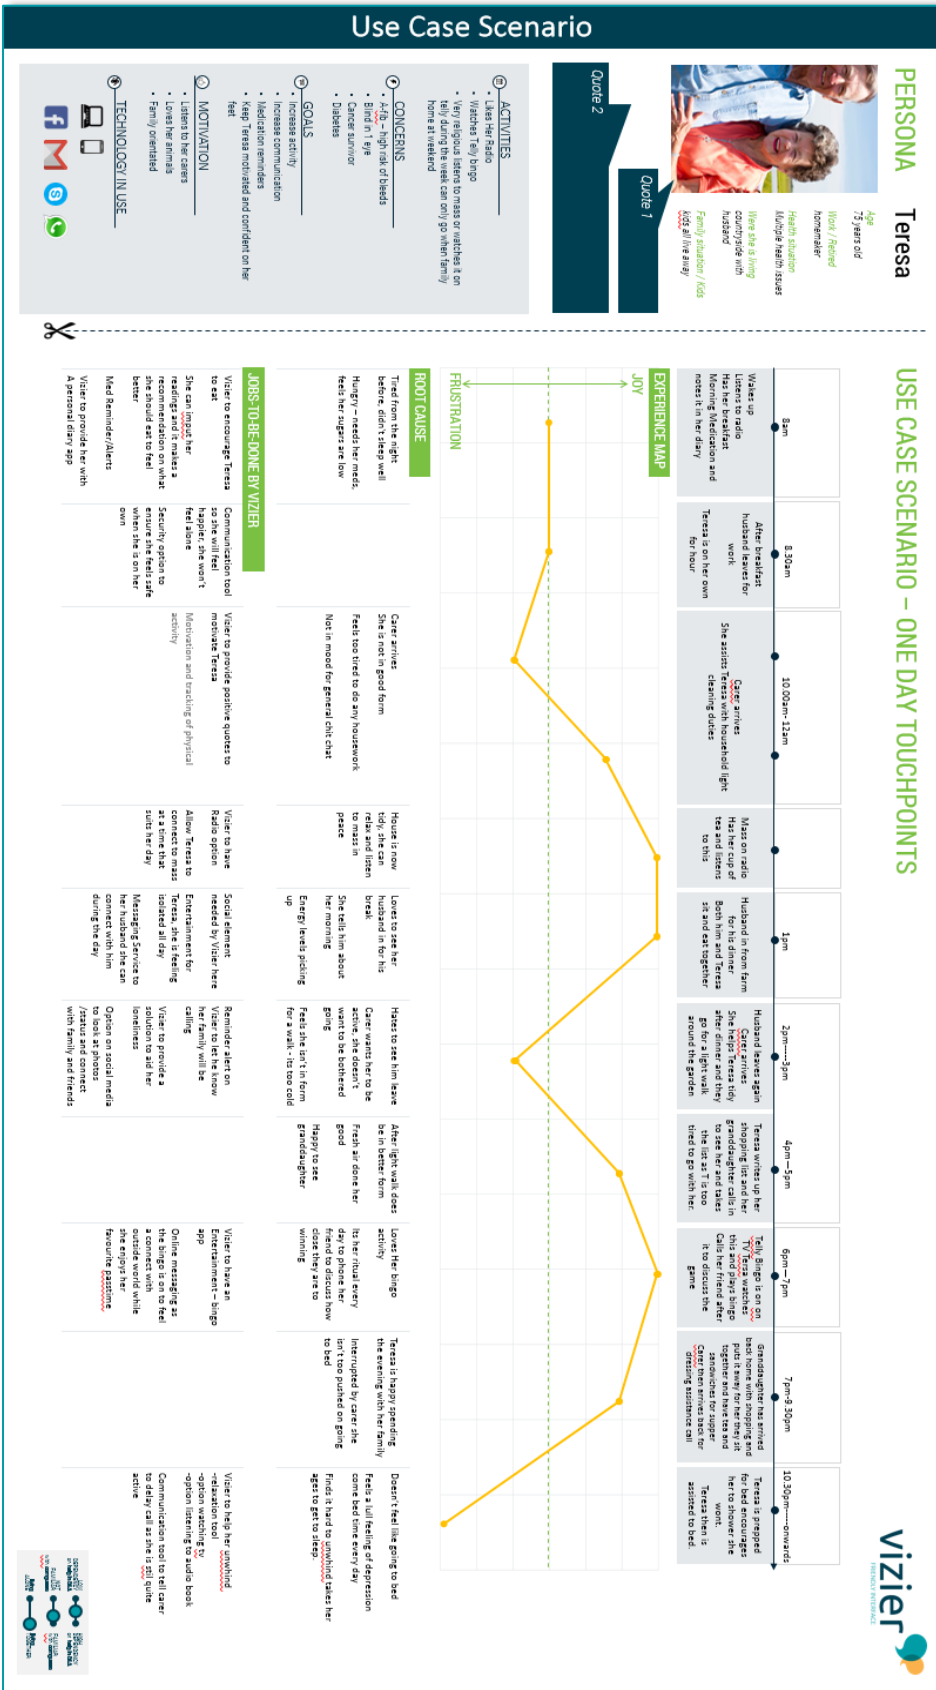 Use Case Scenario
PERSONA
Teresa
Age
75 years old
Work / Retired
homemaker
Health situation
Multiple health issues
Were she is living
countryside with
husband
Family situation / Kids
kids all live away
Quote 1
Quote 2
ACTIVITIES
• Likes Her Radio
• Watches Telly bingo
• Very religious listens to mass or watches it on
telly during the week can only go when family
home at weekend
CONCERNS
• A-fib – high risk of bleeds
• Blind in 1 eye
• Cancer survivor
• Diabetes
GOALS
• Increase activity
• Increase communication
• Medication reminders
• Keep Teresa motivated and confident on her
feet
MOTIVATION
• Listens to her carers
• Loves her animals
• Family orientated
TECHNOLOGY IN USE
USE CASE SCENARIO – ONE DAY TOUCHPOINTS
vizier
FRIENDLY INTERFACE
8am
Wakes up
Listens to radio
Has her breakfast
Morning Medication and
notes it in her diary
8.30am
After breakfast
husband leaves for
work
Teresa is on her own
for hour
10.00am- 12am
Carer arrives
She assists Teresa with household light
cleaning duties
Mass on radio
Has her cup of
tea and listens
to this
1pm
Husband in from farm
for his dinner
Both him and Teresa
sit and eat together
2pm----3pm
Husband leaves again
Carer arrives
She helps Teresa tidy
after dinner and they
go for a light walk
around the garden
4pm—5pm
Teresa writes up her
shopping list and her
granddaughter calls in
to see her and takes
the list as T is too
tired to go with her.
6pm—7pm
Telly Bingo is on on
TV Tersa watches
this and plays bingo
Calls her friend after
it to discuss the
game
7pm-9.30pm
Granddaughter has arrived
back home with shopping and
puts it away for her they sit
together and have tea and
sandwiches for supper
Carer then arrives back for
dressing assistance call
10.30pm-----onwards
Teresa is prepped
for bed encourages
her to shower she
wont.
Teresa then is
assisted to bed.
EXPERIENCE MAP
JOY
FRUSTRATION
ROOT CAUSE
Tired from the night
before, didn't sleep well
Hungry – needs her meds,
feels her sugars are low
Carer arrives
She is not in good form
Feels too tired to do any housework
Not in mood for general chit chat
House is now
tidy, she can
relax and listen
to mass in
peace
Loves to see her
husband in for his
break
She tells him about
her morning
Energy levels picking
up
Hates to see him leave
Carer wants her to be
active, she doesn't
want to be bothered
going
Feels she isn't in form
for a walk - its too cold
After light walk does
be in better form
Fresh air done her
good
Happy to see
granddaughter
Loves Her bingo
activity
Its her ritual every
day to phone her
friend to discuss how
close they are to
winning
Teresa is happy spending
the evening with her family
Interrupted by carer, she
isn't too pushed on going
to bed
Doesn't feel like going to bed
Feels a lull feeling of depression
come bed time every day
Finds it hard to unwhind takes her
ages to get to sleep.
JOBS-TO-BE-DONE BY VIZIER
Vizier to encourage Teresa
to eat
She can imput her
readings and it makes a
recommendation on what
she should eat to feel
better
Med Reminder/Alerts
Vizier to provide her with
A personal diary app
Communication tool
so she will feel
happier, she won't
feel alone
Security option to
ensure she feels safe
when she is on her
own
Vizier to provide positive quotes to
motivate Teresa
Motivation and tracking of physical
activity
Vizier to have
Radio option
Allow Teresa to
connect to mass
at a time that
suits her day
Social element
needed by Vizier here
Entertainment for
Teresa, she is feeling
isolated all day
Messaging Service to
her husband she can
connect with him
during the day
Reminder alert on
Vizier to let he know
her family will be
calling
Vizier to provide a
solution to aid her
loneliness
Option on social media
to look at photos
/status and connect
with family and friends
Vizier to have an
Entertainment – bingo
app
Online messaging as
the bingo is on to feel
a connect with
outside world while
she enjoys her
favourite passtime
Vizier to help her unwhind
-relaxation tool
-option watching tv
-option listening to audio book
Communication tool to tell carer
to delay call as she is stil quite
active